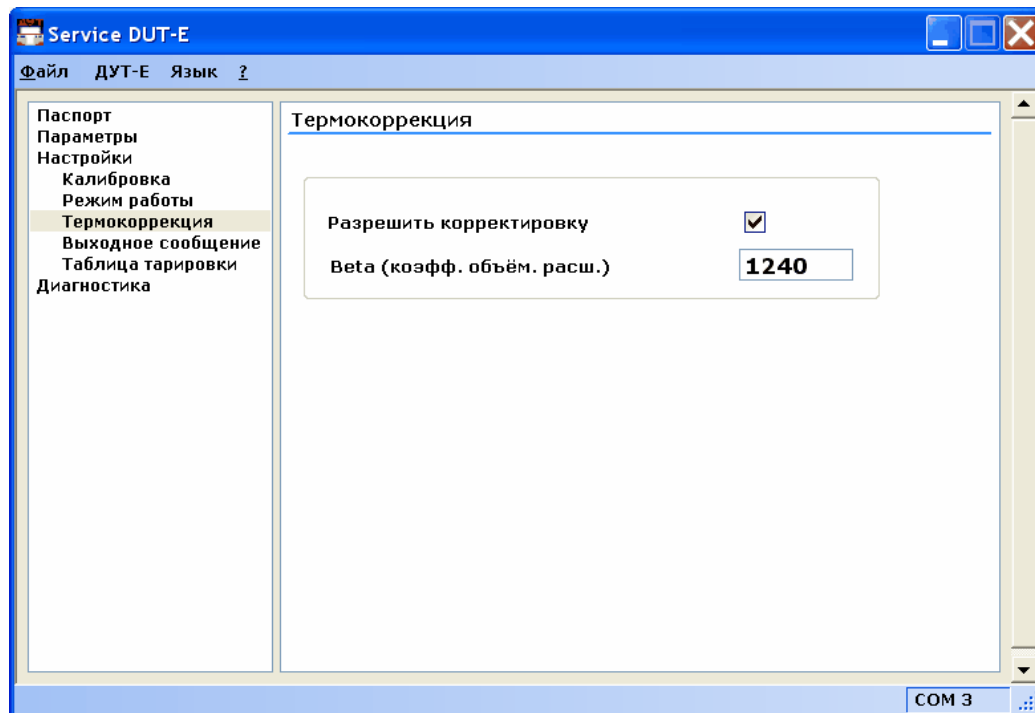 Service DUT-E
Файл ДУТ-Е Язык ?
Паспорт
Параметры
Настройки
Калибровка
Режим работы
Термокоррекция
Выходное сообщение
Таблица тарировки
Диагностика
Термокоррекция
Разрешить корректировку
Beta (коэфф. объём. расш.) 1240
COM 3